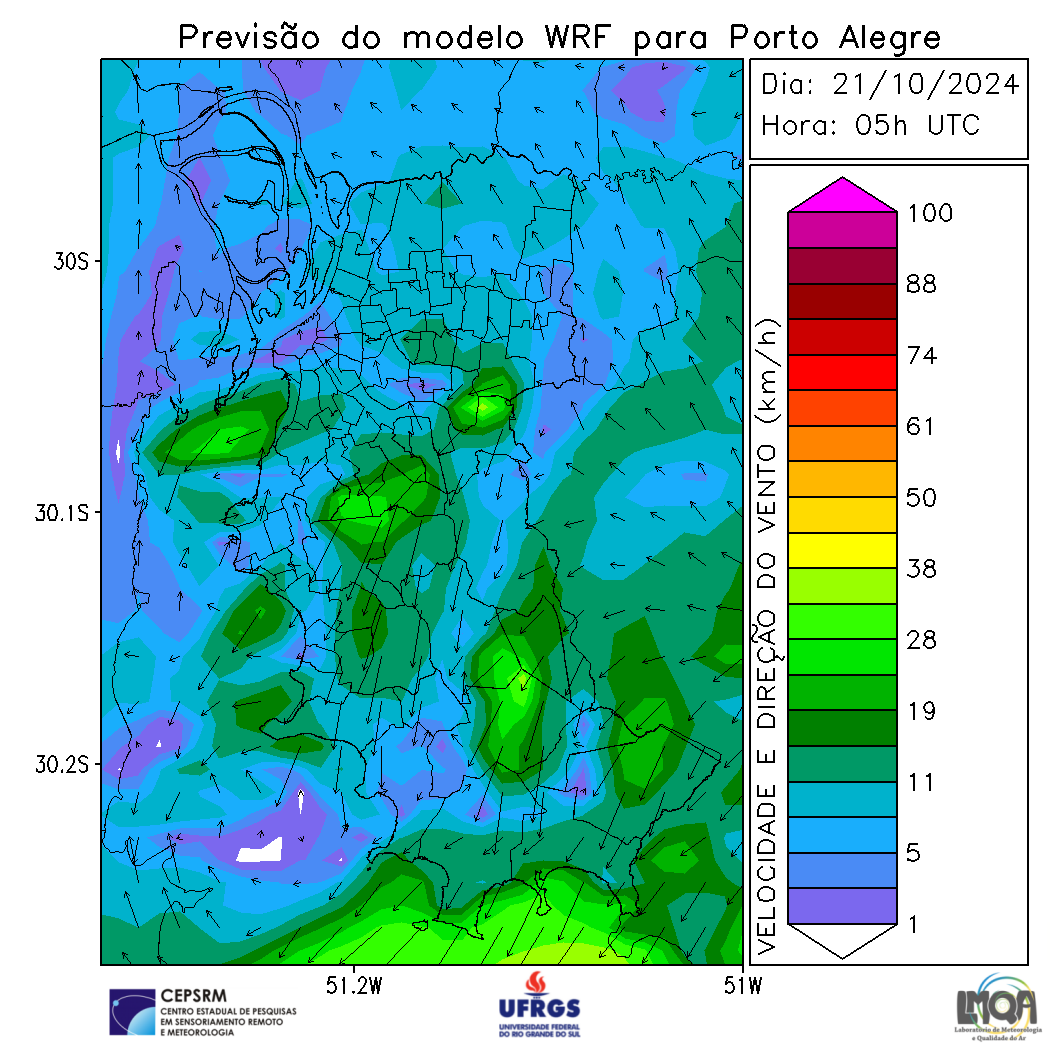 Previsão do modelo WRF para Porto Alegre
Dia: 21/10/2024
Hora: 05h UTC
30S
30.1S
30.2S
51.2W
51W
VELOCIDADE E DIREÇÃO DO VENTO (km/h)
100
88
74
61
50
38
28
19
11
5
1
CEPSRM
CENTRO ESTADUAL DE PESQUISAS
EM SENSORIAMENTO REMOTO
E METEOROLOGIA
UFRGS
UNIVERSIDADE FEDERAL
DO RIO GRANDE DO SUL
LMQA
Laboratório de Meteorologia
e Qualidade do Ar